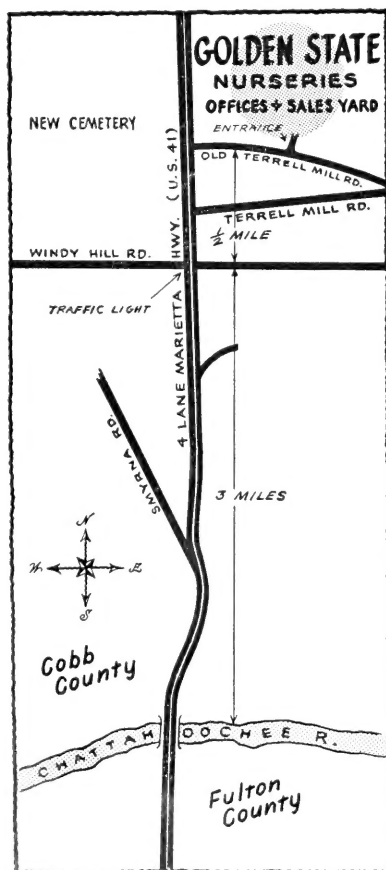 GOLDEN STATE
NURSERIES
OFFICES & SALES YARD
NEW CEMETERY
ENTRANCE
OLD TERRELL MILL RD.
TERRELL MILL RD.
1/2 MILE
WINDY HILL RD.
TRAFFIC LIGHT
4 LANE MARIETTA HWY. (U.S. 41)
SMYRNA RD.
3 MILES
N
W E
S
Cobb
County
CHATTAHOOCHEE R.
Fulton
County